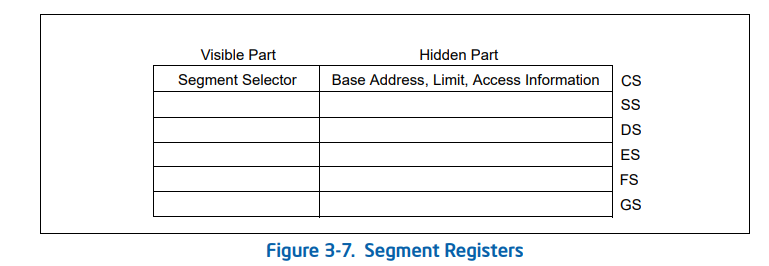 Visible Part Hidden Part
Segment Selector Base Address, Limit, Access Information CS
SS
DS
ES
FS
GS
Figure 3-7. Segment Registers